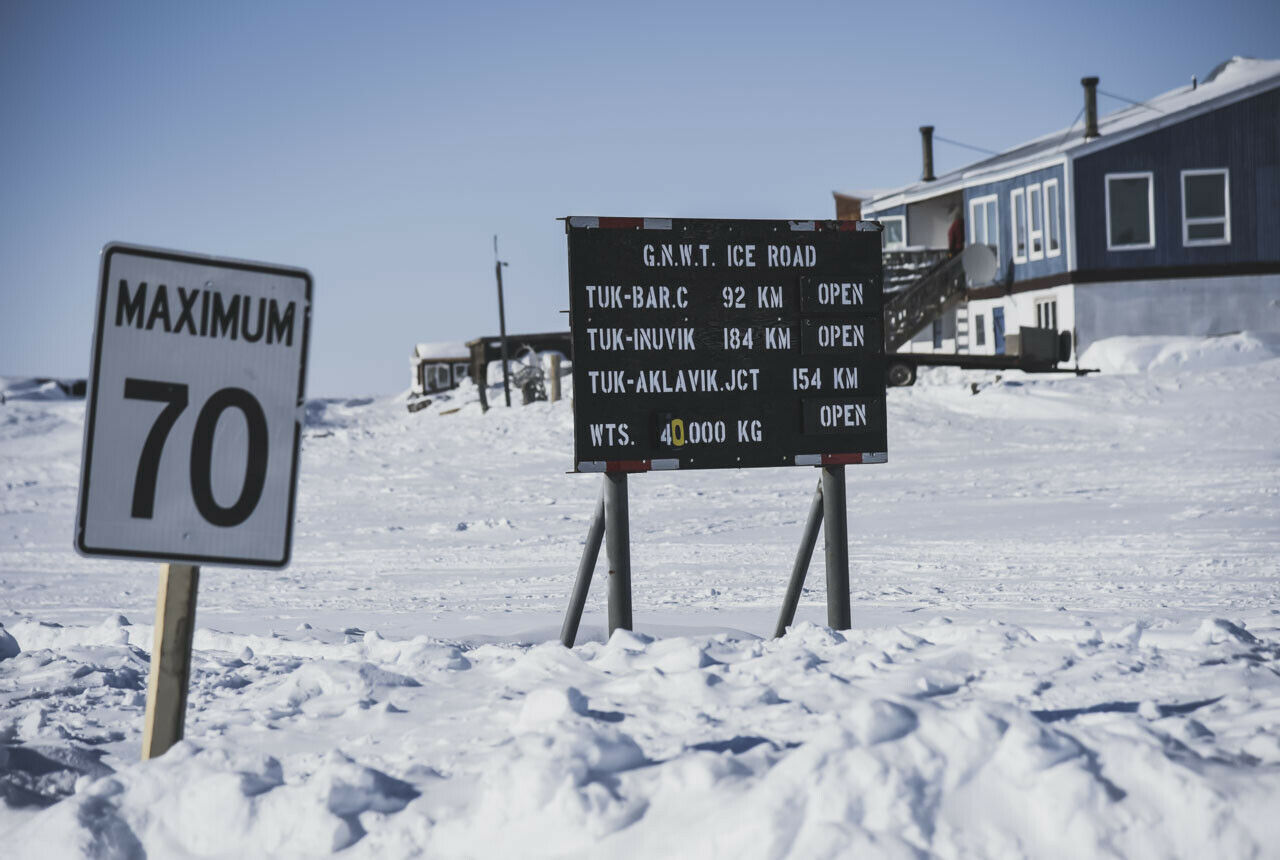 MAXIMUM
70
G.N.W.T. ICE ROAD
TUK-BAR.C 92 KM OPEN
TUK-INUVIK 184 KM OPEN
TUK-AKLAVIK.JCT 154 KM
OPEN
WTS. 40.000 KG